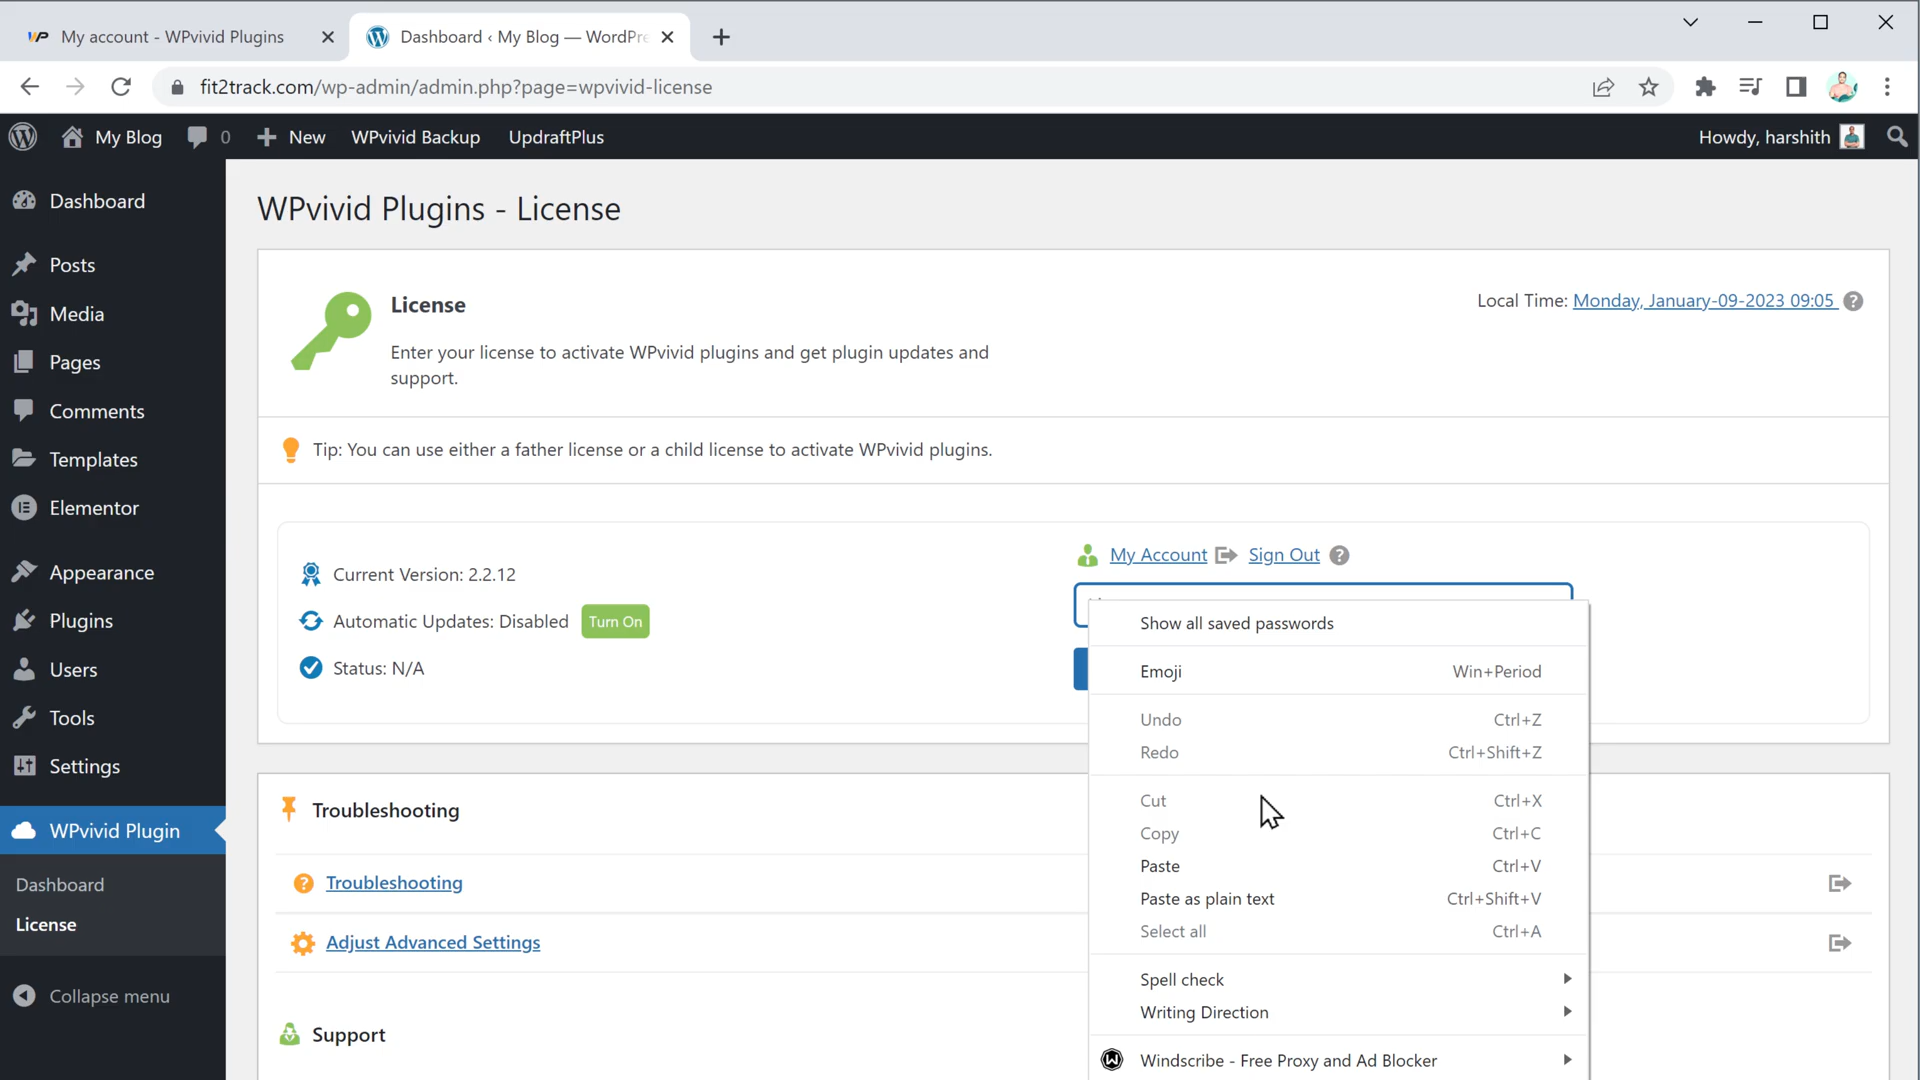 My account - WPvivid Plugins
Dashboard ‹ My Blog — WordPre
fit2track.com/wp-admin/admin.php?page=wpvivid-license
My Blog
0
New
WPvivid Backup
UpdraftPlus
Howdy, harshith
Dashboard
Posts
Media
Pages
Comments
Templates
Elementor
Appearance
Plugins
Users
Tools
Settings
WPvivid Plugin
Dashboard
License
Collapse menu
WPvivid Plugins - License
License
Enter your license to activate WPvivid plugins and get plugin updates and
support.
Local Time: Monday, January-09-2023 09:05
Tip: You can use either a father license or a child license to activate WPvivid plugins.
Current Version: 2.2.12
Automatic Updates: Disabled Turn On
Status: N/A
My Account Sign Out
Show all saved passwords
Emoji Win+Period
Undo Ctrl+Z
Redo Ctrl+Shift+Z
Cut Ctrl+X
Copy Ctrl+C
Paste Ctrl+V
Paste as plain text Ctrl+Shift+V
Select all Ctrl+A
Spell check
Writing Direction
Windscribe - Free Proxy and Ad Blocker
Troubleshooting
Troubleshooting
Adjust Advanced Settings
Support